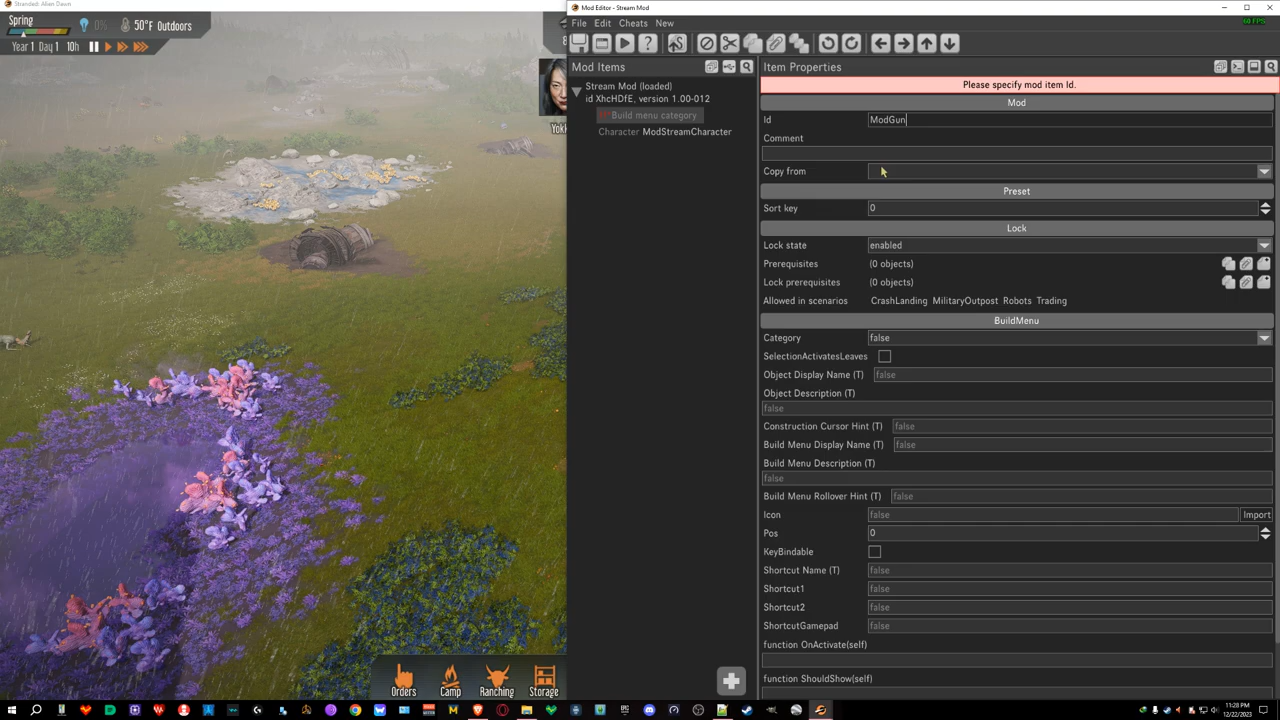 Stranded: Alien Dawn
Spring
0%
50°F Outdoors
Year 1 Day 1 10h
Mod Editor - Stream Mod
File Edit Cheats New
60 FPS
Mod Items
Stream Mod (loaded)
id XhcHDfE, version 1.00-012
Build menu category
Character ModStreamCharacter
Item Properties
Please specify mod item Id.
Mod
Id ModGun
Comment
Copy from
Preset
Sort key 0
Lock
Lock state enabled
Prerequisites (0 objects)
Lock prerequisites (0 objects)
Allowed in scenarios CrashLanding MilitaryOutpost Robots Trading
BuildMenu
Category false
SelectionActivatesLeaves
Object Display Name (T) false
Object Description (T)
false
Construction Cursor Hint (T) false
Build Menu Display Name (T) false
Build Menu Description (T)
false
Build Menu Rollover Hint (T) false
Icon false Import
Pos 0
KeyBindable
Shortcut Name (T) false
Shortcut1 false
Shortcut2 false
ShortcutGamepad false
function OnActivate(self)
function ShouldShow(self)
Yokk
Orders Camp Ranching Storage
11:28 PM
12/22/2023